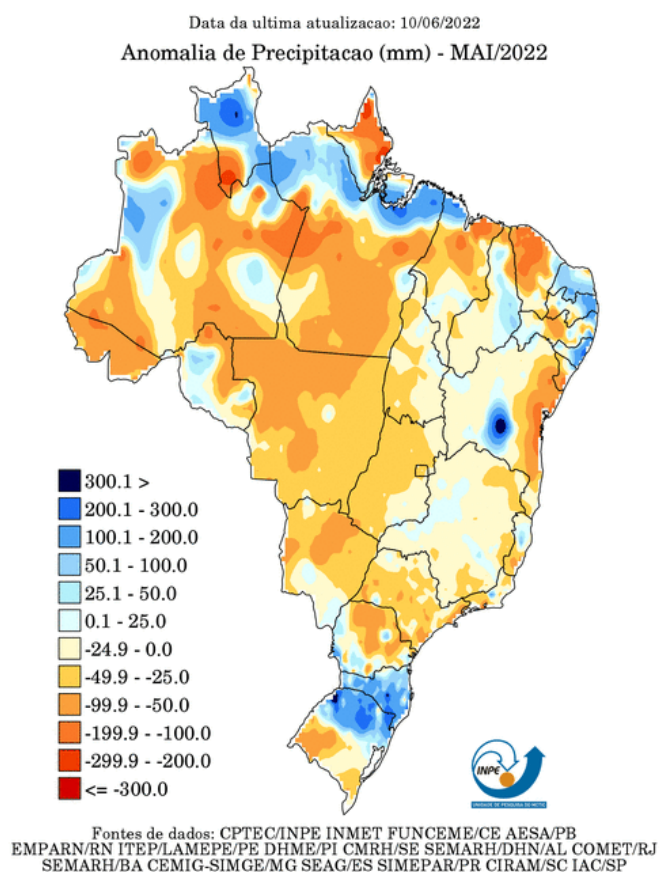 Data da ultima atualizacao: 10/06/2022
Anomalia de Precipitacao (mm) - MAI/2022
300.1 >
200.1 - 300.0
100.1 - 200.0
50.1 - 100.0
25.1 - 50.0
0.1 - 25.0
-24.9 - 0.0
-49.9 - -25.0
-99.9 - -50.0
-199.9 - -100.0
-299.9 - -200.0
<= -300.0
INPE
Fontes de dados: CPTEC/INPE INMET FUNCEME/CE AESA/PB
EMPARN/RN ITEP/LAMEPE/PE DHME/PI CMRH/SE SEMARH/DHN/AL COMET/RJ
SEMARH/BA CEMIG-SIMGE/MG SEAG/ES SIMEPAR/PR CIRAM/SC IAC/SP